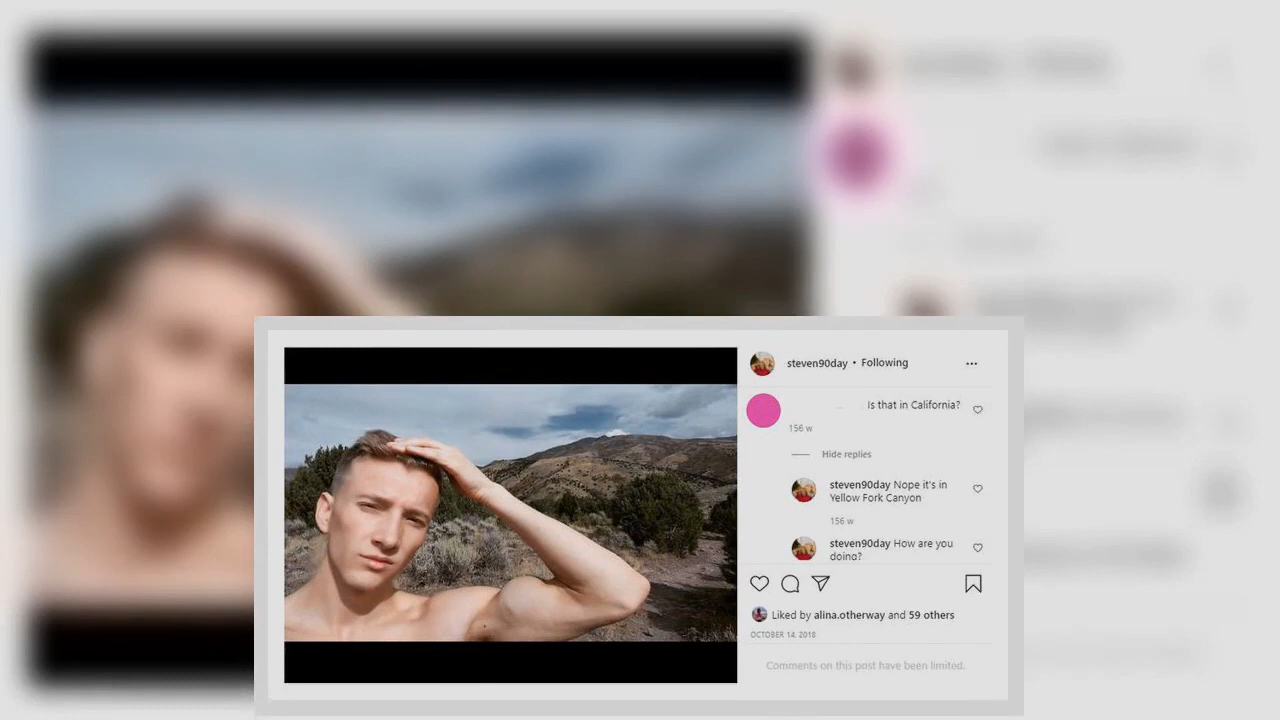 steven90day • Following
Is that in California?
156 w
Hide replies
steven90day Nope it's in
Yellow Fork Canyon
156 w
steven90day How are you
doing?
Liked by alina.otherway and 59 others
OCTOBER 14, 2018
Comments on this post have been limited.